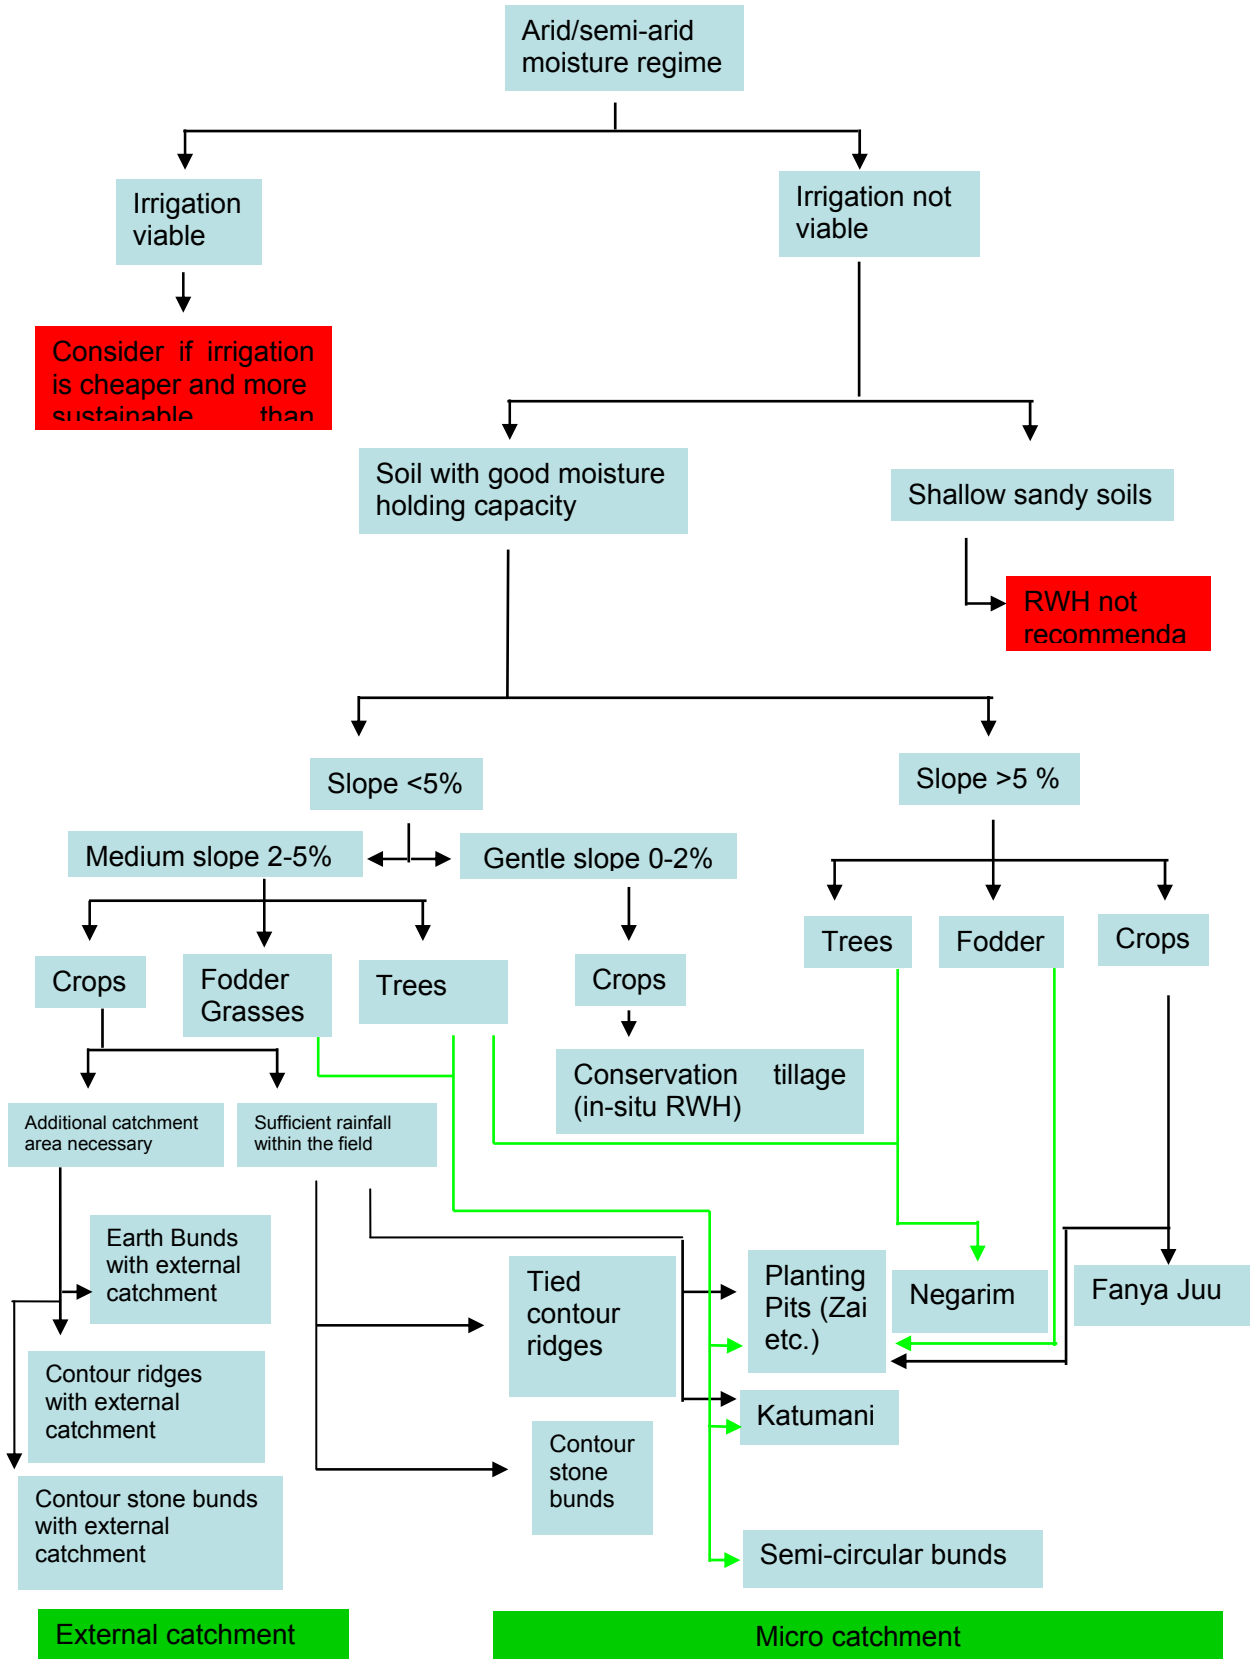 Arid/semi-arid
moisture regime
Irrigation
viable
Irrigation not
viable
Consider if irrigation
is cheaper and more
sustainable than
Soil with good moisture
holding capacity
Shallow sandy soils
RWH not
recommenda
Slope <5%
Slope >5 %
Medium slope 2-5%
Gentle slope 0-2%
Trees
Fodder
Crops
Crops
Fodder
Grasses
Trees
Crops
Conservation tillage
(in-situ RWH)
Additional catchment
area necessary
Sufficient rainfall
within the field
Earth Bunds
with external
catchment
Tied
contour
ridges
Planting
Pits (Zai
etc.)
Negarim
Fanya Juu
Contour ridges
with external
catchment
Katumani
Contour
stone
bunds
Contour stone bunds
with external
catchment
Semi-circular bunds
External catchment
Micro catchment